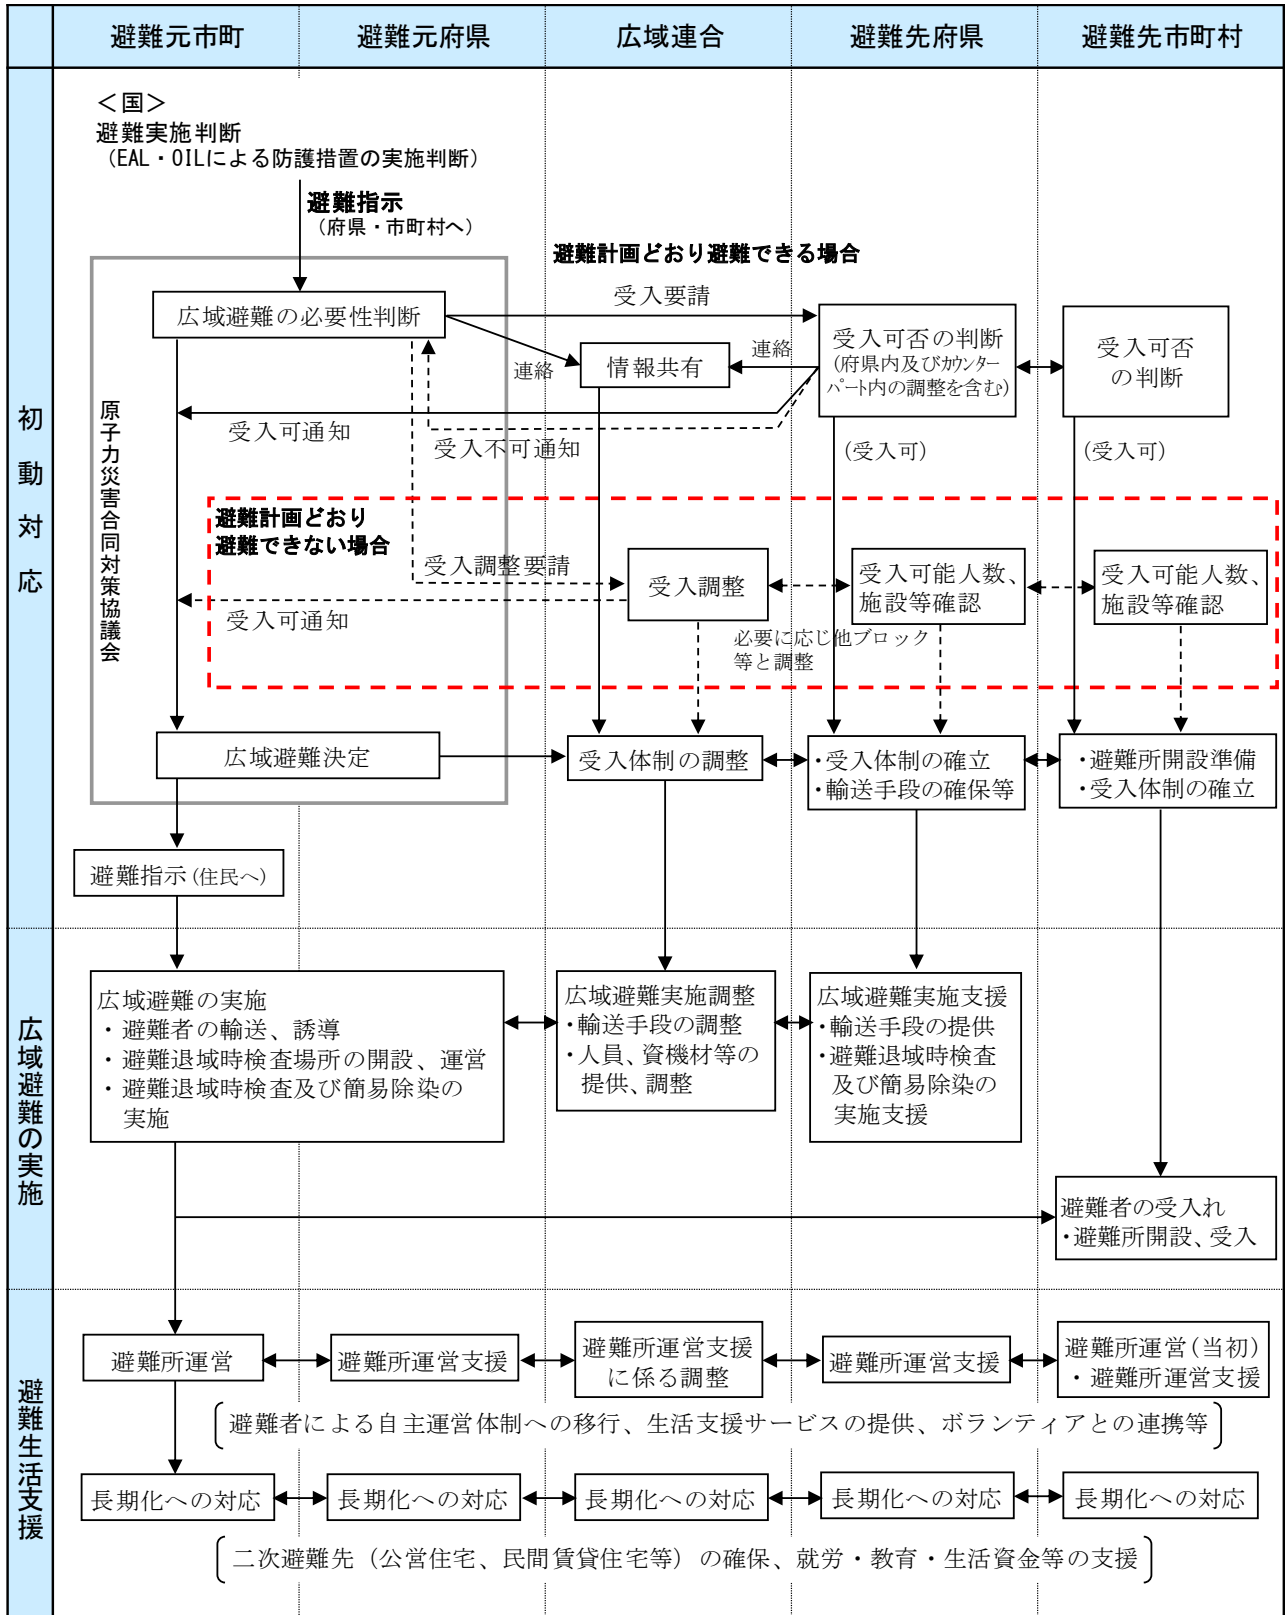 避難元市町
避難元府県
広域連合
避難先府県
避難先市町村
初動対応
＜国＞
避難実施判断
（EAL・OILによる防護措置の実施判断）
避難指示
（府県・市町村へ）
避難計画どおり避難できる場合
原子力災害合同対策協議会
広域避難の必要性判断
受入要請
連絡
情報共有
連絡
受入可否の判断
(府県内及びカウンター
パート内の調整を含む)
受入可否
の判断
受入可通知
受入不可通知
(受入可)
(受入可)
避難計画どおり
避難できない場合
受入調整要請
受入可通知
受入調整
受入可能人数、
施設等確認
受入可能人数、
施設等確認
必要に応じ他ブロック
等と調整
広域避難決定
受入体制の調整
・受入体制の確立
・輸送手段の確保等
・避難所開設準備
・受入体制の確立
避難指示(住民へ)
広域避難の実施
広域避難の実施
・避難者の輸送、誘導
・避難退域時検査場所の開設、運営
・避難退域時検査及び簡易除染の
実施
広域避難実施調整
・輸送手段の調整
・人員、資機材等の
提供、調整
広域避難実施支援
・輸送手段の提供
・避難退域時検査
及び簡易除染の
実施支援
避難者の受入れ
・避難所開設、受入
避難生活支援
避難所運営
避難所運営支援
避難所運営支援
に係る調整
避難所運営支援
避難所運営(当初)
・避難所運営支援
避難者による自主運営体制への移行、生活支援サービスの提供、ボランティアとの連携等
長期化への対応
長期化への対応
長期化への対応
長期化への対応
長期化への対応
二次避難先（公営住宅、民間賃貸住宅等）の確保、就労・教育・生活資金等の支援